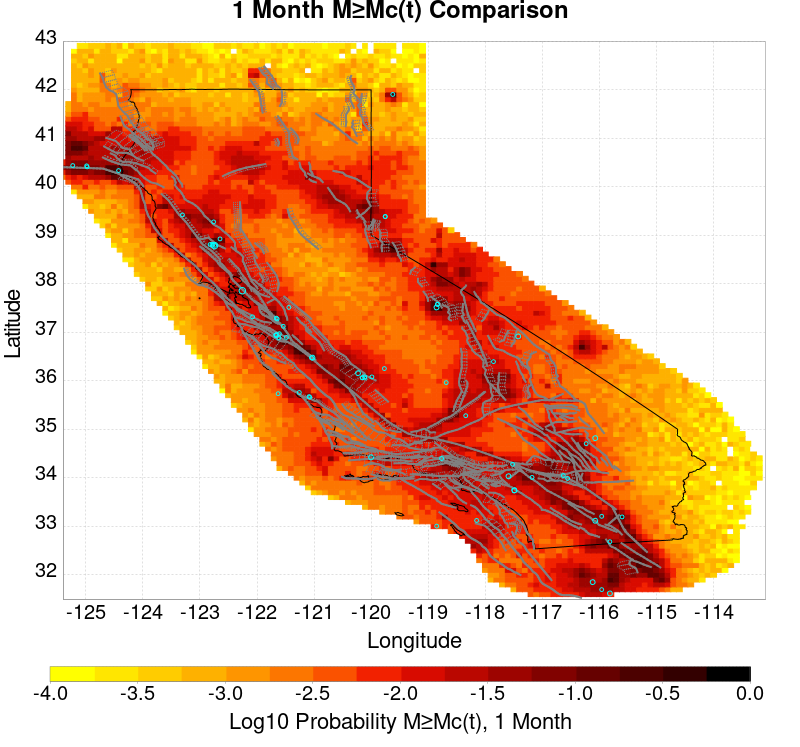 1 Month M≥Mc(t) Comparison
43
42
41
40
39
38
37
36
35
34
33
32
Latitude
-125 -124 -123 -122 -121 -120 -119 -118 -117 -116 -115 -114
Longitude
-4.0 -3.5 -3.0 -2.5 -2.0 -1.5 -1.0 -0.5 0.0
Log10 Probability M≥Mc(t), 1 Month